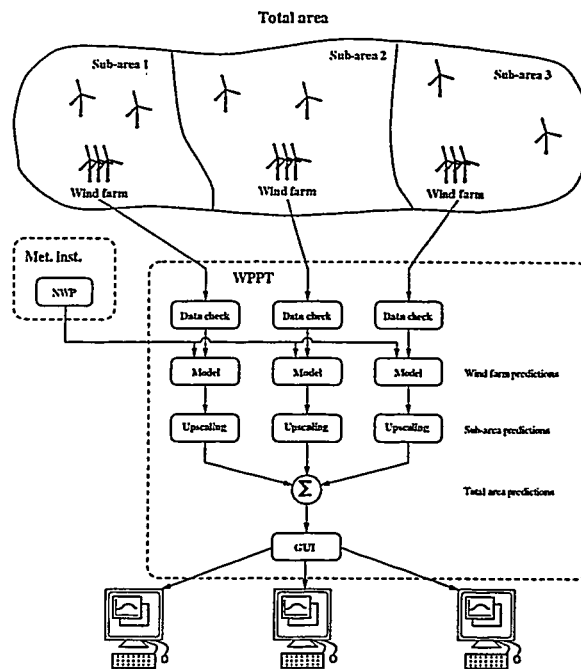 Total area
Sub-area 1
Sub-area 2
Sub-area 3
Wind farm
Wind farm
Wind farm
Met. Inst.
NWP
WPPT
Data check
Data check
Data check
Model
Model
Model
Wind farm predictions
Upscaling
Upscaling
Upscaling
Sub-area predictions
Σ
Total area predictions
GUI